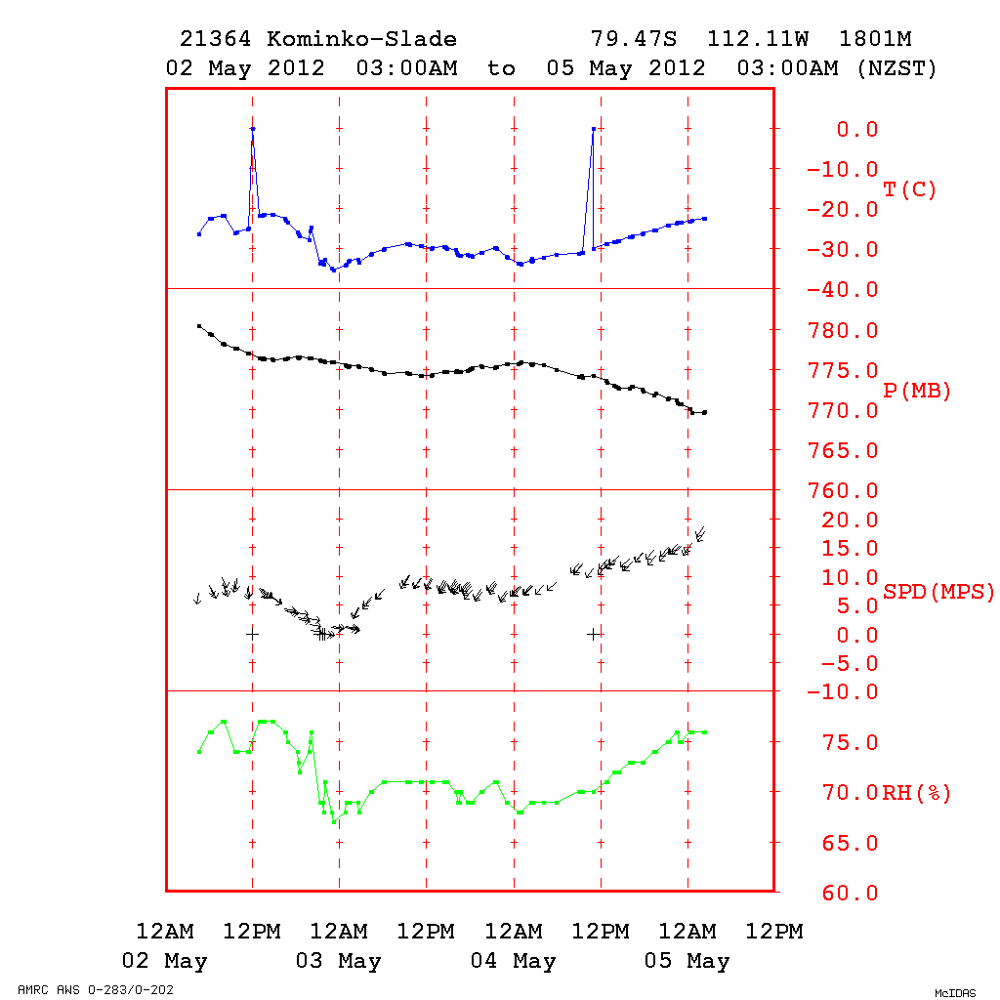 21364 Kominko-Slade 79.47S 112.11W 1801M
02 May 2012 03:00AM to 05 May 2012 03:00AM (NZST)
0.0
-10.0
T(C)
-20.0
-30.0
-40.0
780.0
775.0
P(MB)
770.0
765.0
760.0
20.0
15.0
10.0
SPD(MPS)
5.0
0.0
-5.0
-10.0
75.0
70.0 RH(%)
65.0
60.0
12AM 12PM 12AM 12PM 12AM 12PM 12AM 12PM
02 May 03 May 04 May 05 May
AMRC AWS O-283/O-202
McIDAS